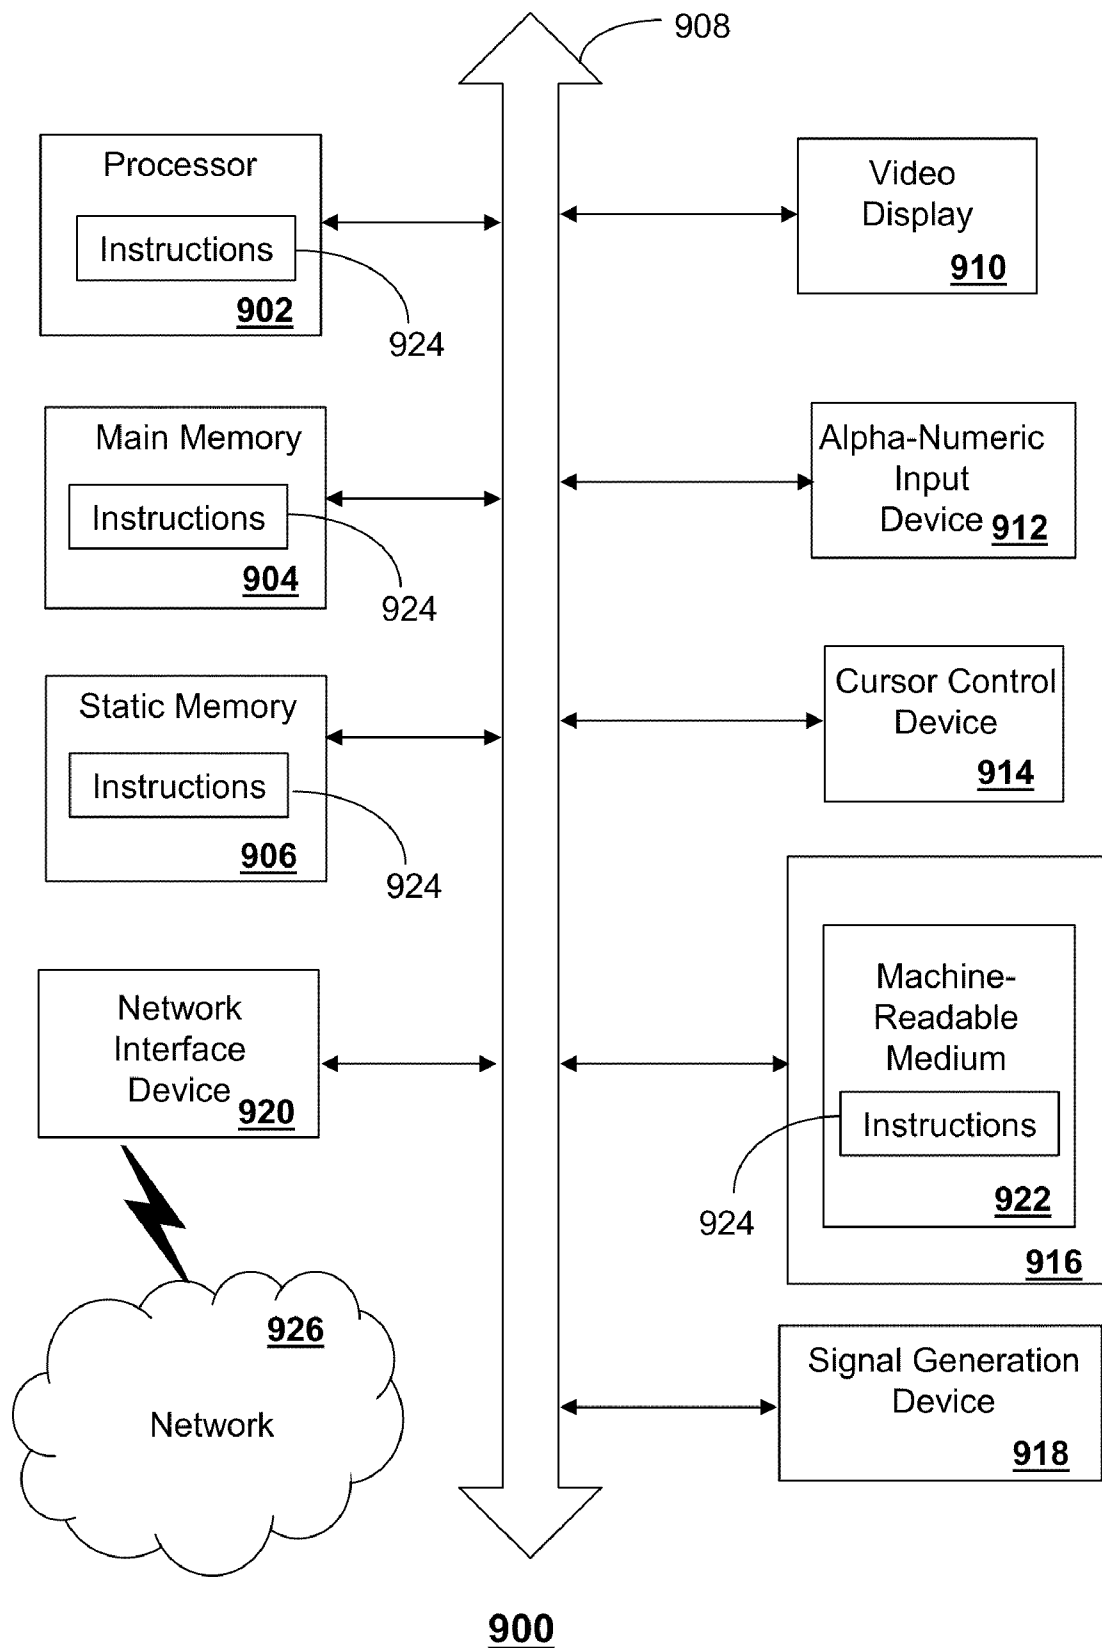 908
Processor
Instructions
902
924
Main Memory
Instructions
904
924
Static Memory
Instructions
906
924
Network
Interface
Device
920
926
Network
Video
Display
910
Alpha-Numeric
Input
Device
912
Cursor Control
Device
914
Machine-
Readable
Medium
Instructions
924
922
916
Signal Generation
Device
918
900